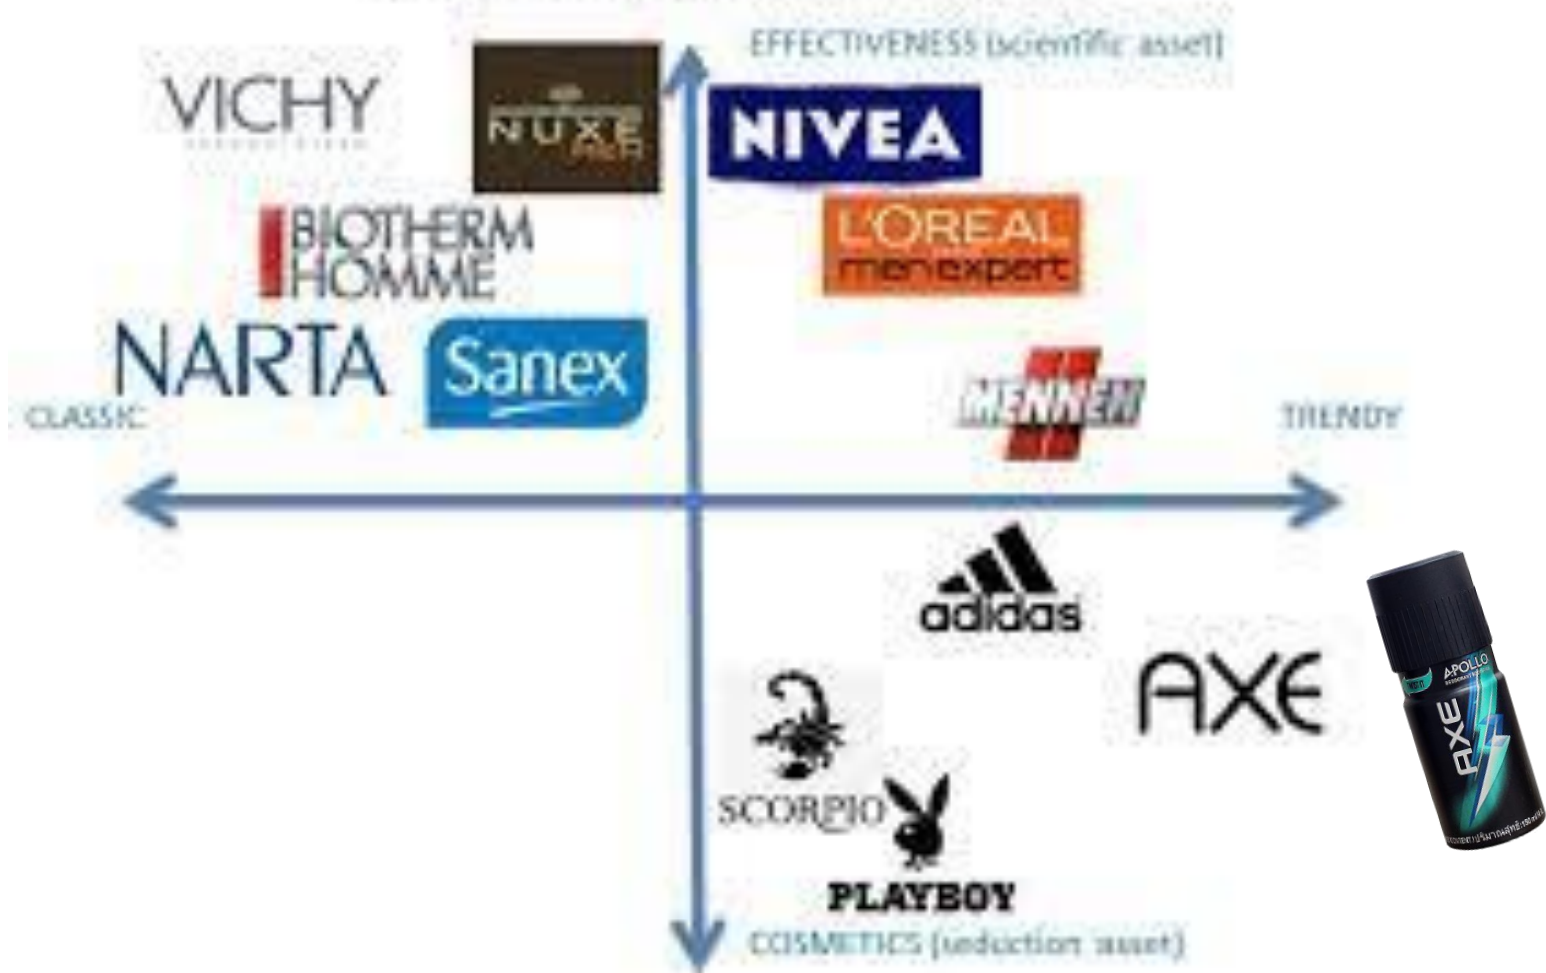 EFFECTIVENESS (scientific asset)
VICHY
NUXE
MEN
NIVEA
BIOTHERM
HOMME
L'ORÉAL
men expert
NARTA
Sanex
MENNEN
CLASSIC
TRENDY
adidas
AXE
APOLLO
AXE
SCORPIO
PLAYBOY
COSMETICS (seduction asset)